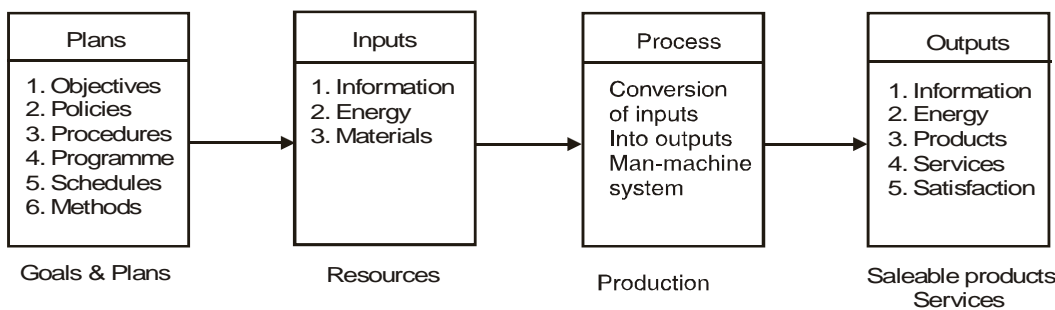 Plans
1. Objectives
2. Policies
3. Procedures
4. Programme
5. Schedules
6. Methods
Goals & Plans
Inputs
1. Information
2. Energy
3. Materials
Resources
Process
Conversion
of inputs
Into outputs
Man-machine
system
Production
Outputs
1. Information
2. Energy
3. Products
4. Services
5. Satisfaction
Saleable products
Services